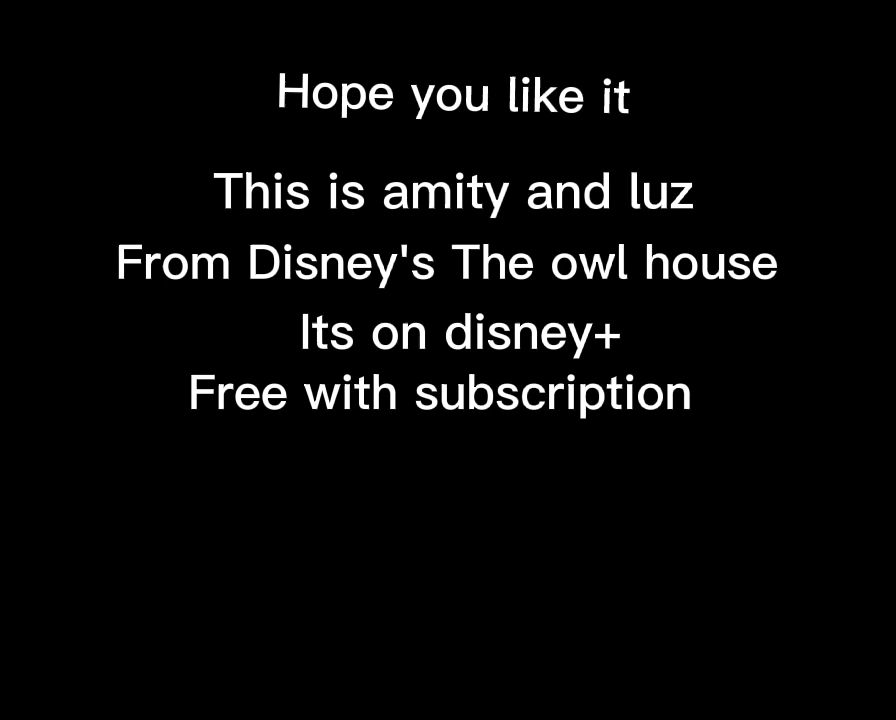 Hope you like it
This is amity and luz
From Disney's The owl house
Its on disney+
Free with subscription